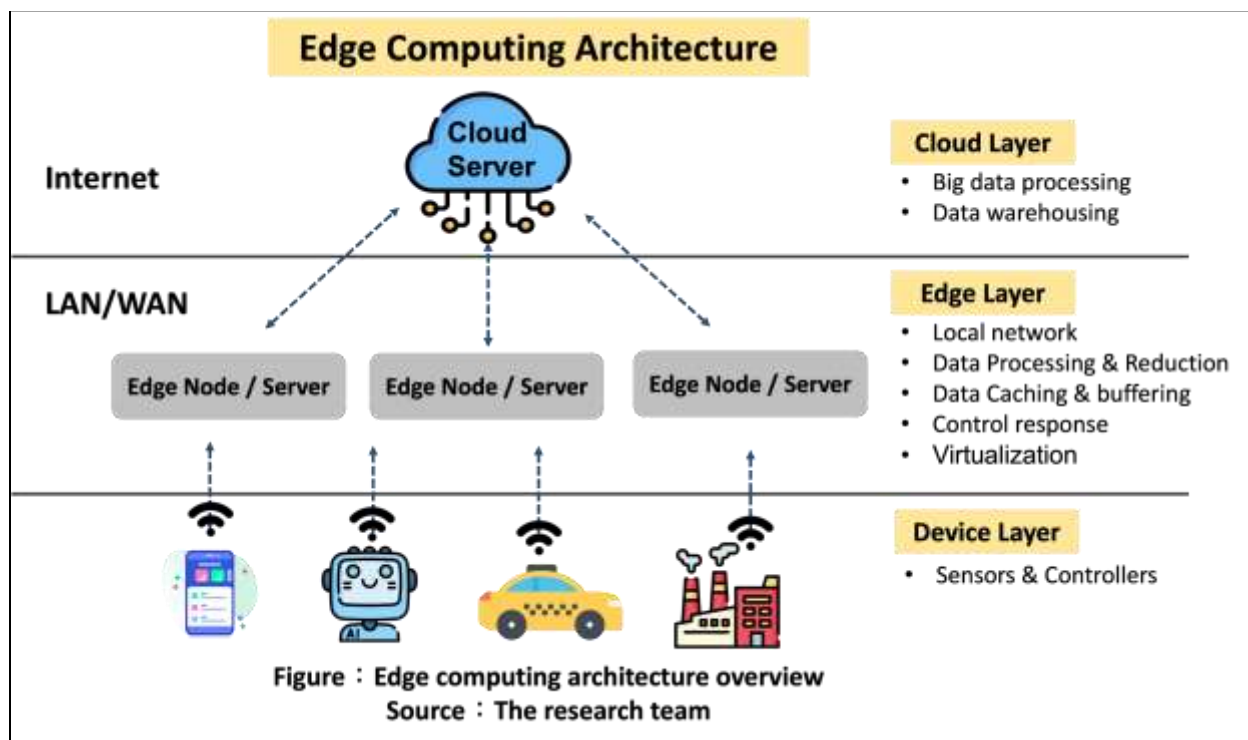 Edge Computing Architecture
Cloud
Server
Internet
Cloud Layer
• Big data processing
• Data warehousing
LAN/WAN
Edge Layer
• Local network
• Data Processing & Reduction
• Data Caching & buffering
• Control response
• Virtualization
Edge Node / Server
Edge Node / Server
Edge Node / Server
Device Layer
• Sensors & Controllers
AI
Figure：Edge computing architecture overview
Source：The research team